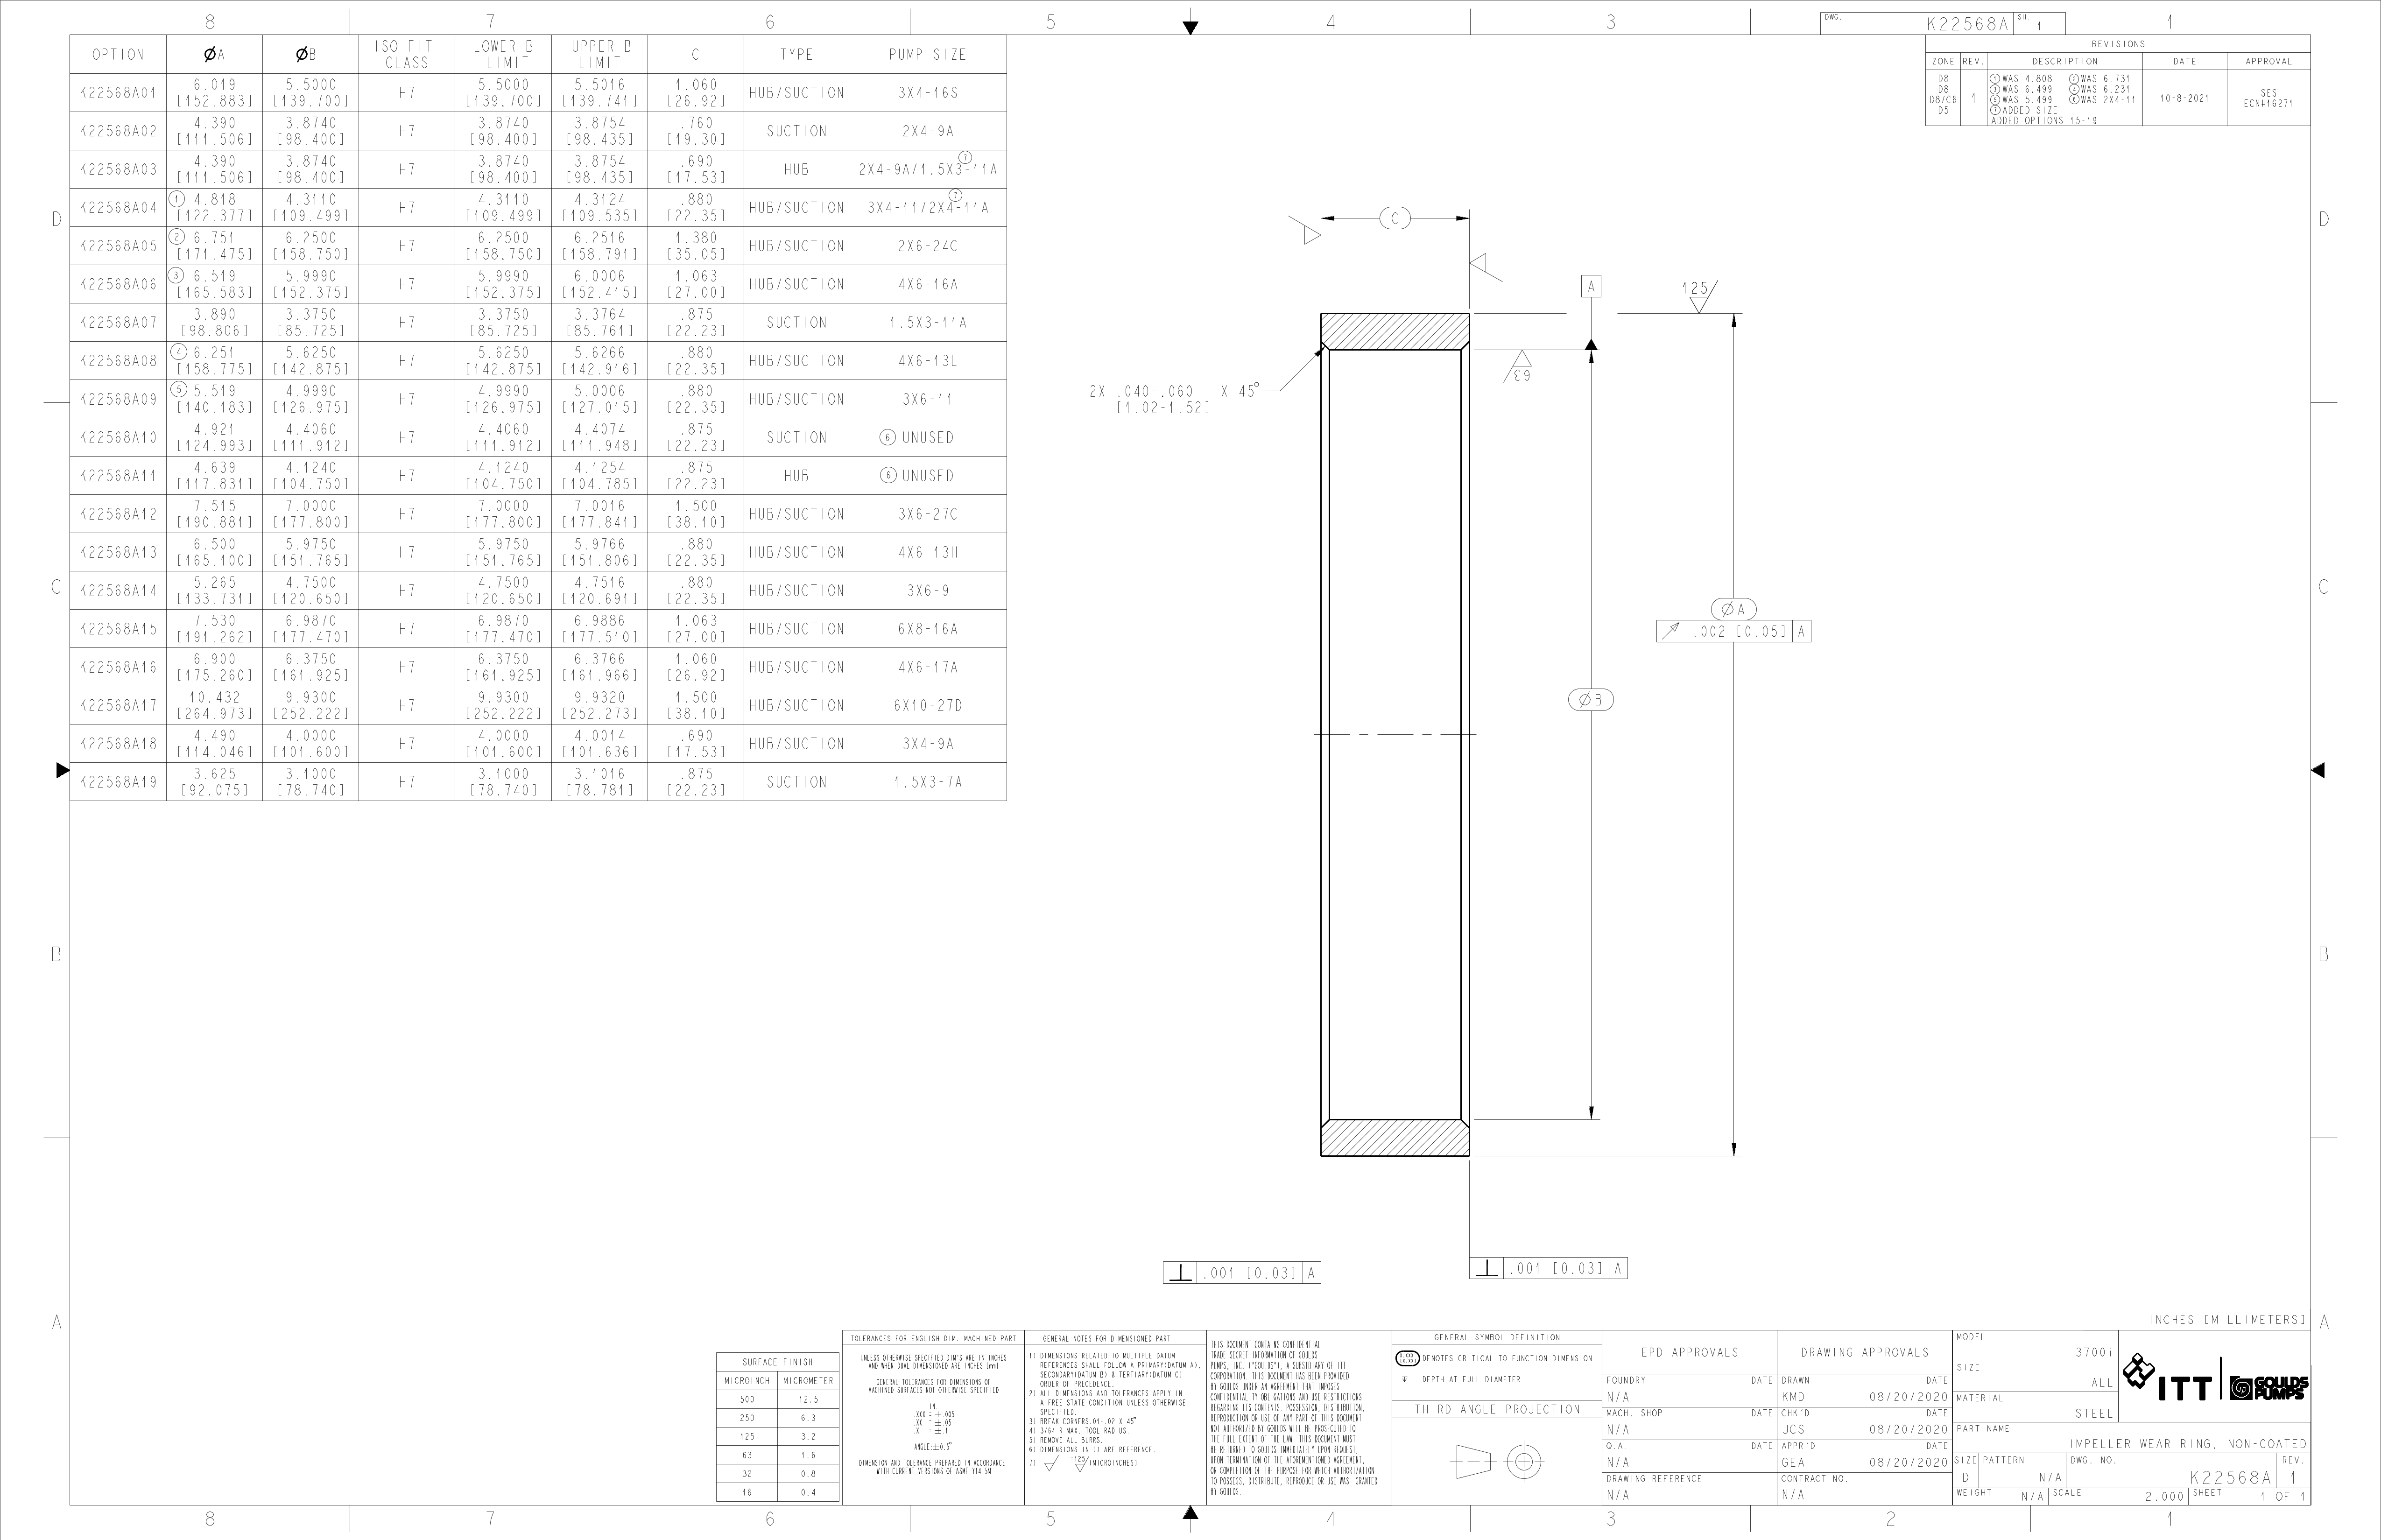 8 7 6 5 4 3 1
DWG. K22568A SH. 1
REVISIONS
ZONE REV. DESCRIPTION DATE APPROVAL
D8 ① WAS 4.808 ② WAS 6.731
D8 ③ WAS 6.499 ④ WAS 6.231
D8/C6 1 ⑤ WAS 5.499 ⑥ WAS 2X4-11 10-8-2021 SES ECN#16271
D5 ⑦ ADDED SIZE
ADDED OPTIONS 15-19
OPTION ØA ØB ISO FIT CLASS LOWER B LIMIT UPPER B LIMIT C TYPE PUMP SIZE
K22568A01 6.019 [152.883] 5.5000 [139.700] H7 5.5000 [139.700] 5.5016 [139.741] 1.060 [26.92] HUB/SUCTION 3X4-16S
K22568A02 4.390 [111.506] 3.8740 [98.400] H7 3.8740 [98.400] 3.8754 [98.435] .760 [19.30] SUCTION 2X4-9A
K22568A03 4.390 [111.506] 3.8740 [98.400] H7 3.8740 [98.400] 3.8754 [98.435] .690 [17.53] HUB 2X4-9A/1.5X3-11A ⑦
K22568A04 ① 4.818 [122.377] 4.3110 [109.499] H7 4.3110 [109.499] 4.3124 [109.535] .880 [22.35] HUB/SUCTION 3X4-11/2X4-11A ⑦
K22568A05 ② 6.751 [171.475] 6.2500 [158.750] H7 6.2500 [158.750] 6.2516 [158.791] 1.380 [35.05] HUB/SUCTION 2X6-24C
K22568A06 ③ 6.519 [165.583] 5.9990 [152.375] H7 5.9990 [152.375] 6.0006 [152.415] 1.063 [27.00] HUB/SUCTION 4X6-16A
K22568A07 3.890 [98.806] 3.3750 [85.725] H7 3.3750 [85.725] 3.3764 [85.761] .875 [22.23] SUCTION 1.5X3-11A
K22568A08 ④ 6.251 [158.775] 5.6250 [142.875] H7 5.6250 [142.875] 5.6266 [142.916] .880 [22.35] HUB/SUCTION 4X6-13L
K22568A09 ⑤ 5.519 [140.183] 4.9990 [126.975] H7 4.9990 [126.975] 5.0006 [127.015] .880 [22.35] HUB/SUCTION 3X6-11
K22568A10 4.921 [124.993] 4.4060 [111.912] H7 4.4060 [111.912] 4.4074 [111.948] .875 [22.23] SUCTION ⑥ UNUSED
K22568A11 4.639 [117.831] 4.1240 [104.750] H7 4.1240 [104.750] 4.1254 [104.785] .875 [22.23] HUB ⑥ UNUSED
K22568A12 7.515 [190.881] 7.0000 [177.800] H7 7.0000 [177.800] 7.0016 [177.841] 1.500 [38.10] HUB/SUCTION 3X6-27C
K22568A13 6.500 [165.100] 5.9750 [151.765] H7 5.9750 [151.765] 5.9766 [151.806] .880 [22.35] HUB/SUCTION 4X6-13H
K22568A14 5.265 [133.731] 4.7500 [120.650] H7 4.7500 [120.650] 4.7516 [120.691] .880 [22.35] HUB/SUCTION 3X6-9
K22568A15 7.530 [191.262] 6.9870 [177.470] H7 6.9870 [177.470] 6.9886 [177.510] 1.063 [27.00] HUB/SUCTION 6X8-16A
K22568A16 6.900 [175.260] 6.3750 [161.925] H7 6.3750 [161.925] 6.3766 [161.966] 1.060 [26.92] HUB/SUCTION 4X6-17A
K22568A17 10.432 [264.973] 9.9300 [252.222] H7 9.9300 [252.222] 9.9320 [252.273] 1.500 [38.10] HUB/SUCTION 6X10-27D
K22568A18 4.490 [114.046] 4.0000 [101.600] H7 4.0000 [101.600] 4.0014 [101.636] .690 [17.53] HUB/SUCTION 3X4-9A
K22568A19 3.625 [92.075] 3.1000 [78.740] H7 3.1000 [78.740] 3.1016 [78.781] .875 [22.23] SUCTION 1.5X3-7A
D D
C C
B B
A A
C
A
125
63
2X .040-.060 X 45°
[1.02-1.52]
ØA
.002 [0.05] A
ØB
.001 [0.03] A
.001 [0.03] A
INCHES [MILLIMETERS]
SURFACE FINISH
MICROINCH MICROMETER
500 12.5
250 6.3
125 3.2
63 1.6
32 0.8
16 0.4
TOLERANCES FOR ENGLISH DIM. MACHINED PART
UNLESS OTHERWISE SPECIFIED DIM'S ARE IN INCHES
AND WHEN DUAL DIMENSIONED ARE INCHES [mm]
GENERAL TOLERANCES FOR DIMENSIONS OF
MACHINED SURFACES NOT OTHERWISE SPECIFIED
IN.
.XXX = ±.005
.XX = ±.05
.X = ±.1
ANGLE:±0.5°
DIMENSION AND TOLERANCE PREPARED IN ACCORDANCE
WITH CURRENT VERSIONS OF ASME Y14.5M
GENERAL NOTES FOR DIMENSIONED PART
1) DIMENSIONS RELATED TO MULTIPLE DATUM
REFERENCES SHALL FOLLOW A PRIMARY(DATUM A),
SECONDARY(DATUM B) & TERTIARY(DATUM C)
ORDER OF PRECEDENCE.
2) ALL DIMENSIONS AND TOLERANCES APPLY IN
A FREE STATE CONDITION UNLESS OTHERWISE
SPECIFIED.
3) BREAK CORNERS.01-.02 X 45°
4) 3/64 R MAX. TOOL RADIUS.
5) REMOVE ALL BURRS.
6) DIMENSIONS IN () ARE REFERENCE.
7) =125 (MICROINCHES)
THIS DOCUMENT CONTAINS CONFIDENTIAL
TRADE SECRET INFORMATION OF GOULDS
PUMPS, INC. ("GOULDS"), A SUBSIDIARY OF ITT
CORPORATION. THIS DOCUMENT HAS BEEN PROVIDED
BY GOULDS UNDER AN AGREEMENT THAT IMPOSES
CONFIDENTIALITY OBLIGATIONS AND USE RESTRICTIONS
REGARDING ITS CONTENTS. POSSESSION, DISTRIBUTION,
REPRODUCTION OR USE OF ANY PART OF THIS DOCUMENT
NOT AUTHORIZED BY GOULDS WILL BE PROSECUTED TO
THE FULL EXTENT OF THE LAW. THIS DOCUMENT MUST
BE RETURNED TO GOULDS IMMEDIATELY UPON REQUEST,
UPON TERMINATION OF THE AFOREMENTIONED AGREEMENT,
OR COMPLETION OF THE PURPOSE FOR WHICH AUTHORIZATION
TO POSSESS, DISTRIBUTE, REPRODUCE OR USE WAS GRANTED
BY GOULDS.
GENERAL SYMBOL DEFINITION
X.XXX [X.XX] DENOTES CRITICAL TO FUNCTION DIMENSION
DEPTH AT FULL DIAMETER
THIRD ANGLE PROJECTION
EPD APPROVALS
FOUNDRY DATE
N/A
MACH. SHOP DATE
N/A
Q.A. DATE
N/A
DRAWING REFERENCE
N/A
DRAWING APPROVALS
DRAWN DATE
KMD 08/20/2020
CHK'D DATE
JCS 08/20/2020
APPR'D DATE
GEA 08/20/2020
CONTRACT NO.
N/A
MODEL
3700i
SIZE
ALL
MATERIAL
STEEL
ITT GOULDS PUMPS
PART NAME
IMPELLER WEAR RING, NON-COATED
SIZE PATTERN DWG. NO. REV.
D N/A K22568A 1
WEIGHT N/A SCALE 2.000 SHEET 1 OF 1
8 7 6 5 4 3 2 1